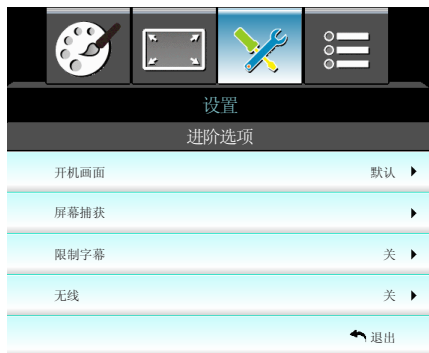 设置
进阶选项
开机画面 默认
屏幕捕获
限制字幕 关
无线 关
退出